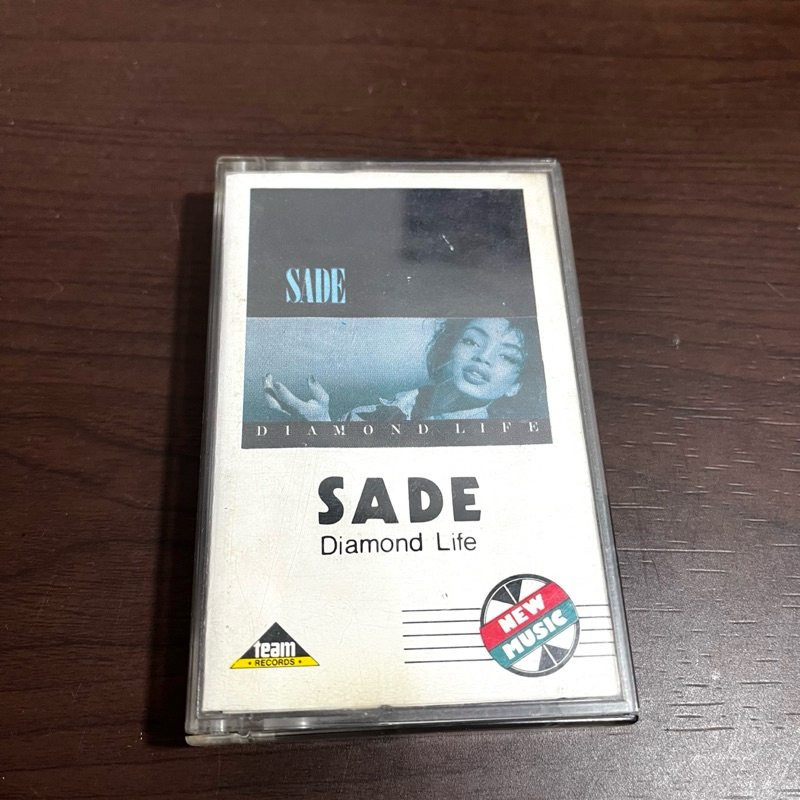 SADE
DIAMOND LIFE
SADE
Diamond Life
NEW
MUSIC
team
RECORDS